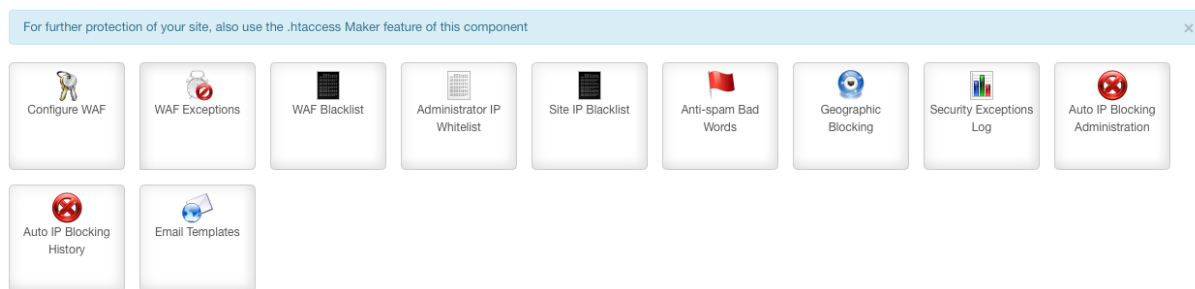 For further protection of your site, also use the .htaccess Maker feature of this component
×
Configure WAF
WAF Exceptions
WAF Blacklist
Administrator IP
Whitelist
Site IP Blacklist
Anti-spam Bad
Words
Geographic
Blocking
Security Exceptions
Log
Auto IP Blocking
Administration
Auto IP Blocking
History
Email Templates